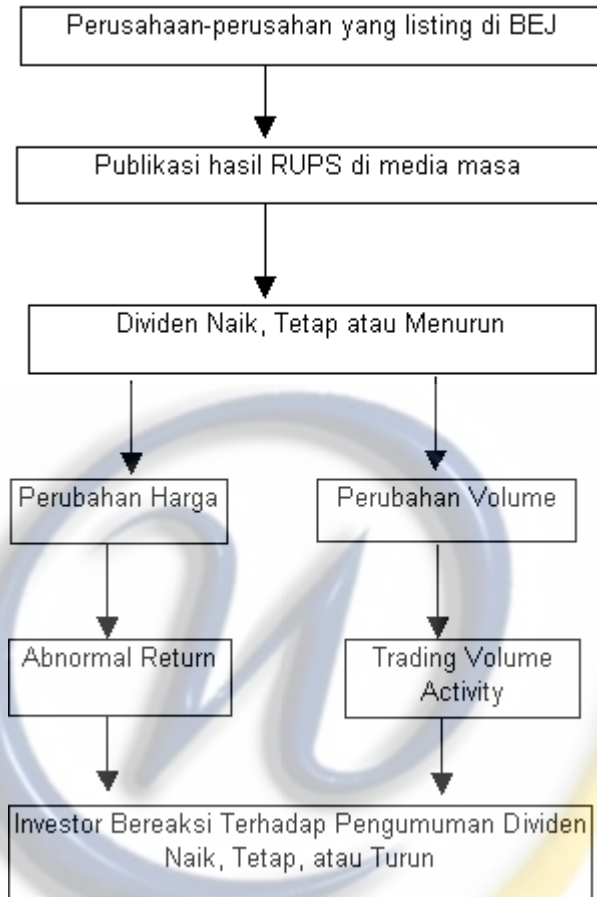 Perusahaan-perusahan yang listing di BEJ
Publikasi hasil RUPS di media masa
Dividen Naik, Tetap atau Menurun
Perubahan Harga
Perubahan Volume
Abnormal Return
Trading Volume
Activity
Investor Bereaksi Terhadap Pengumuman Dividen
Naik, Tetap, atau Turun